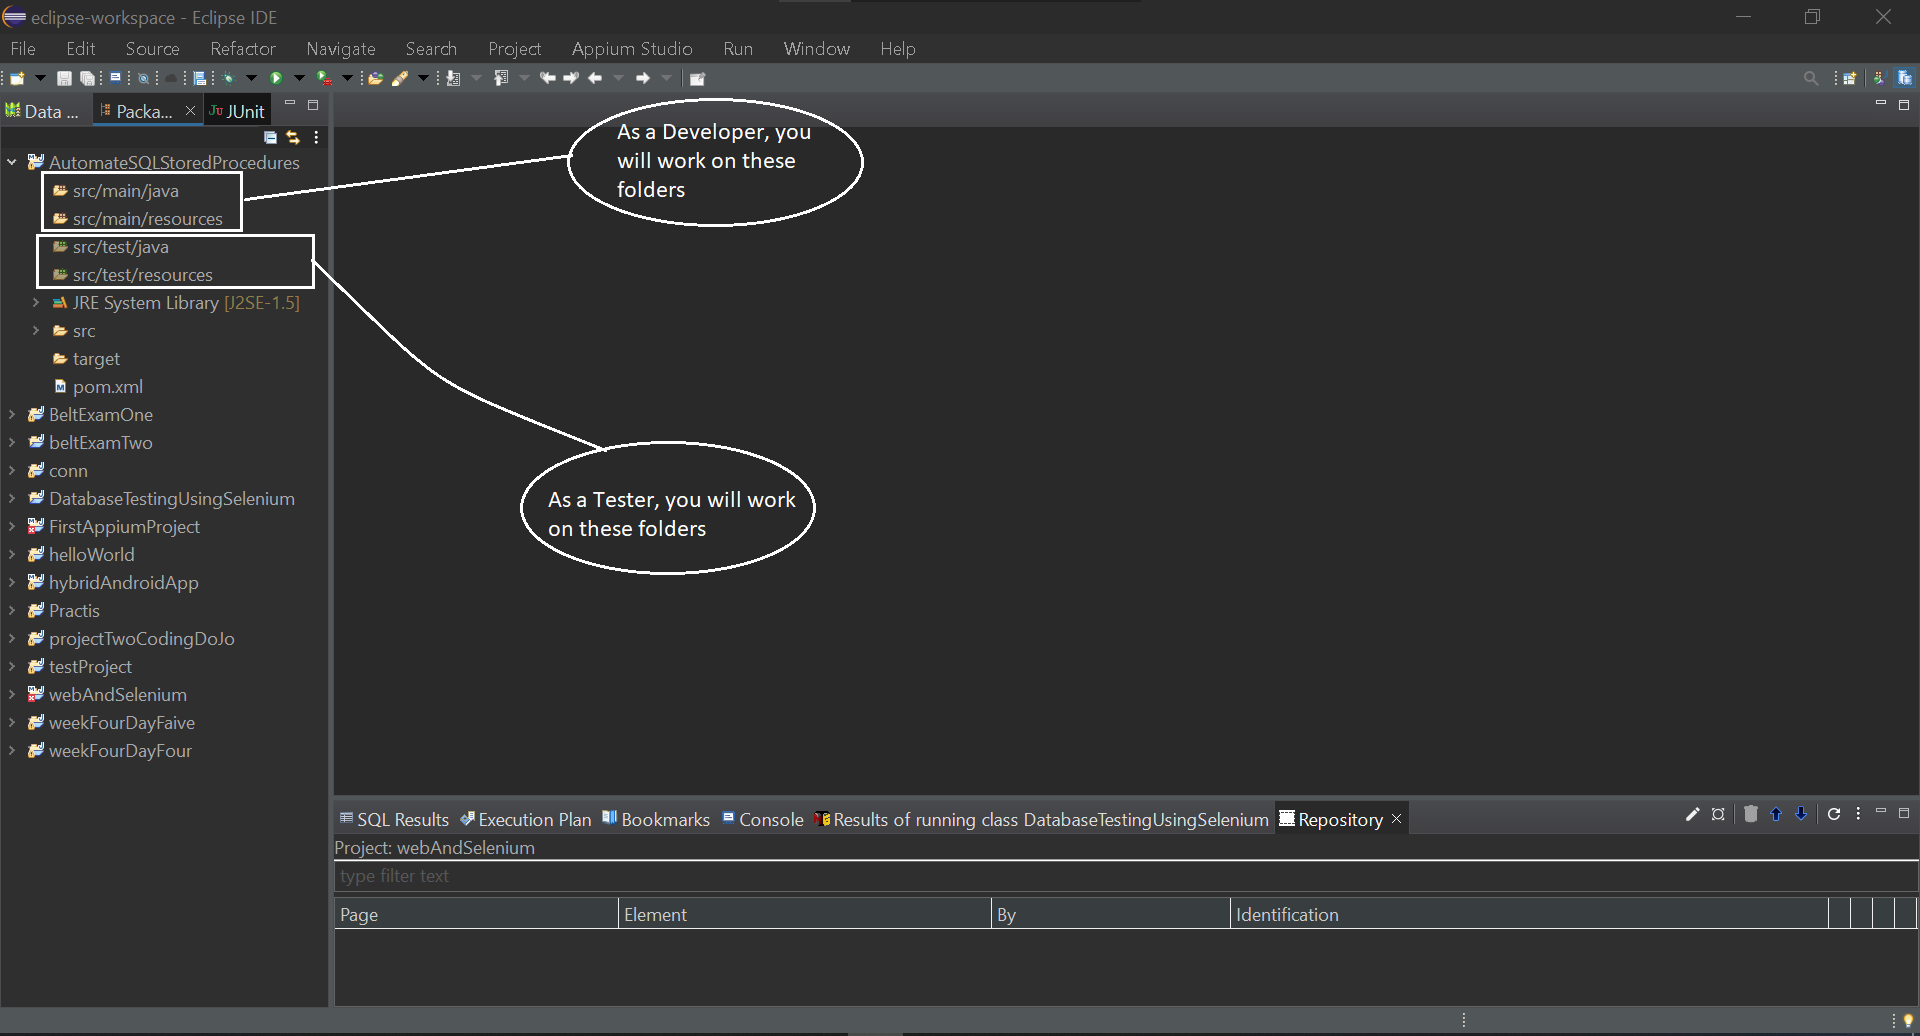 eclipse-workspace - Eclipse IDE
File Edit Source Refactor Navigate Search Project Appium Studio Run Window Help
Data ... Packa... JUnit
AutomateSQLStoredProcedures
src/main/java
src/main/resources
src/test/java
src/test/resources
JRE System Library [J2SE-1.5]
src
target
pom.xml
BeltExamOne
beltExamTwo
conn
DatabaseTestingUsingSelenium
FirstAppiumProject
helloWorld
hybridAndroidApp
Practis
projectTwoCodingDoJo
testProject
webAndSelenium
weekFourDayFaive
weekFourDayFour
As a Developer, you
will work on these
folders
As a Tester, you will work
on these folders
SQL Results Execution Plan Bookmarks Console Results of running class DatabaseTestingUsingSelenium Repository
Project: webAndSelenium
type filter text
Page Element By Identification